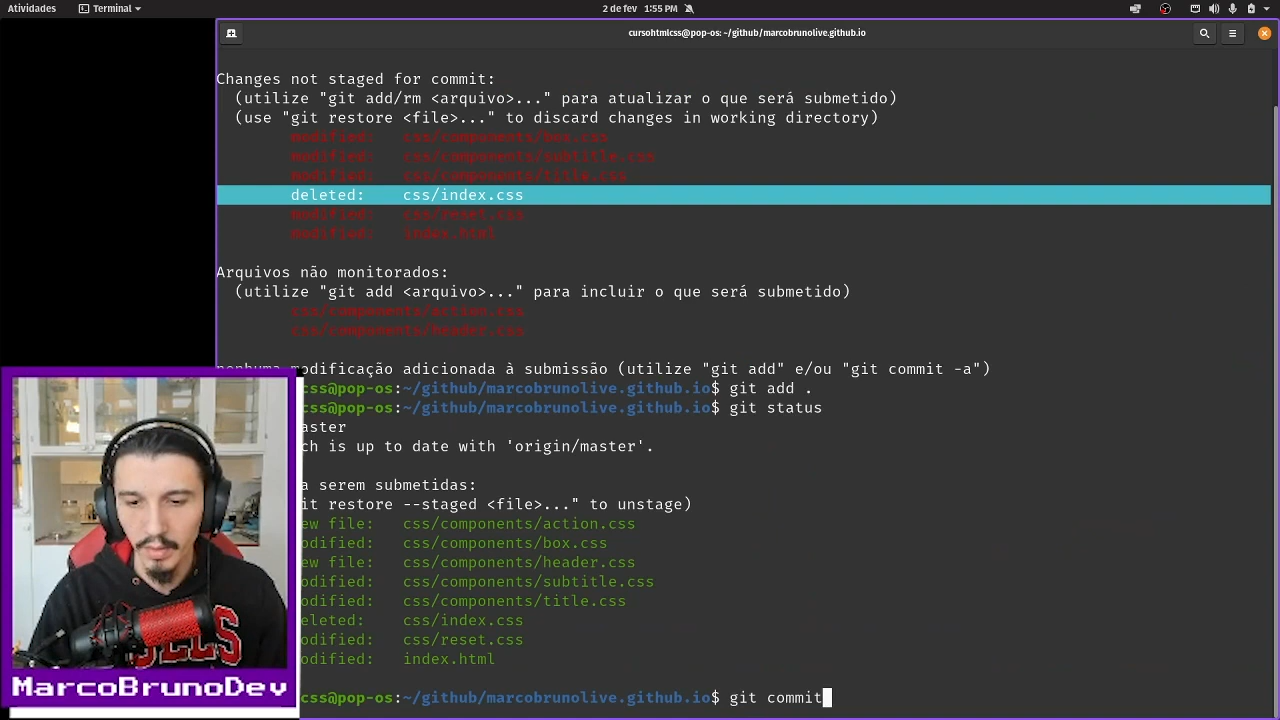 Atividades
Terminal
2 de fev 1:55 PM
cursohtmlcss@pop-os: ~/github/marcobrunolive.github.io
Changes not staged for commit:
(utilize "git add/rm <arquivo>..." para atualizar o que será submetido)
(use "git restore <file>..." to discard changes in working directory)
modified: css/components/box.css
modified: css/components/subtitle.css
modified: css/components/title.css
deleted: css/index.css
modified: css/reset.css
modified: index.html
Arquivos não monitorados:
(utilize "git add <arquivo>..." para incluir o que será submetido)
css/components/action.css
css/components/header.css
nenhuma modificação adicionada à submissão (utilize "git add" e/ou "git commit -a")
css@pop-os:~/github/marcobrunolive.github.io$ git add .
css@pop-os:~/github/marcobrunolive.github.io$ git status
aster
ch is up to date with 'origin/master'.
a serem submetidas:
it restore --staged <file>..." to unstage)
ew file: css/components/action.css
odified: css/components/box.css
ew file: css/components/header.css
odified: css/components/subtitle.css
odified: css/components/title.css
eleted: css/index.css
odified: css/reset.css
odified: index.html
css@pop-os:~/github/marcobrunolive.github.io$ git commit
MarcoBrunoDev